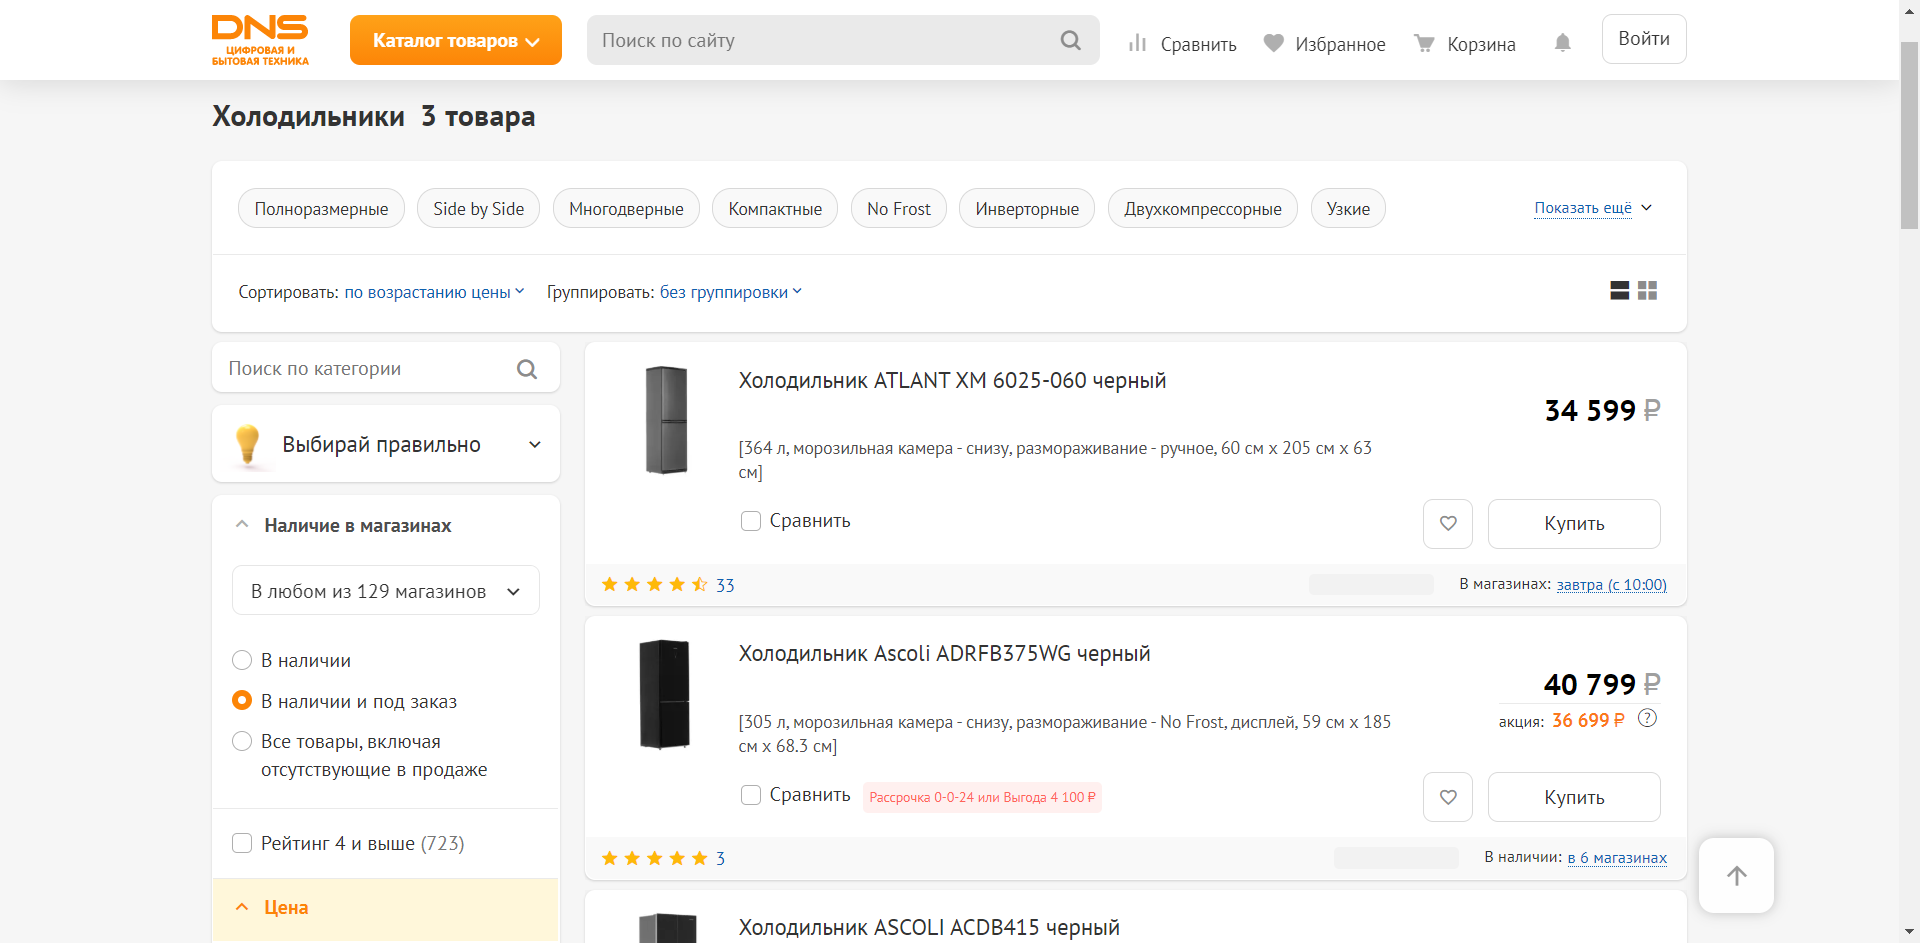 DNS
ЦИФРОВАЯ И
БЫТОВАЯ ТЕХНИКА
Каталог товаров
Поиск по сайту
Сравнить
Избранное
Корзина
Войти
Холодильники 3 товара
Полноразмерные
Side by Side
Многодверные
Компактные
No Frost
Инверторные
Двухкомпрессорные
Узкие
Показать ещё
Сортировать: по возрастанию цены
Группировать: без группировки
Поиск по категории
Выбирай правильно
Наличие в магазинах
В любом из 129 магазинов
В наличии
В наличии и под заказ
Все товары, включая
отсутствующие в продаже
Рейтинг 4 и выше (723)
Цена
Холодильник ATLANT ХМ 6025-060 черный
34 599 ₽
[364 л, морозильная камера - снизу, размораживание - ручное, 60 см x 205 см x 63
см]
Сравнить
Купить
33
В магазинах: завтра (с 10:00)
Холодильник Ascoli ADRFB375WG черный
40 799 ₽
акция: 36 699 ₽ ?
[305 л, морозильная камера - снизу, размораживание - No Frost, дисплей, 59 см x 185
см x 68.3 см]
Сравнить
Рассрочка 0-0-24 или Выгода 4 100 ₽
Купить
3
В наличии: в 6 магазинах
Холодильник ASCOLI ACDB415 черный